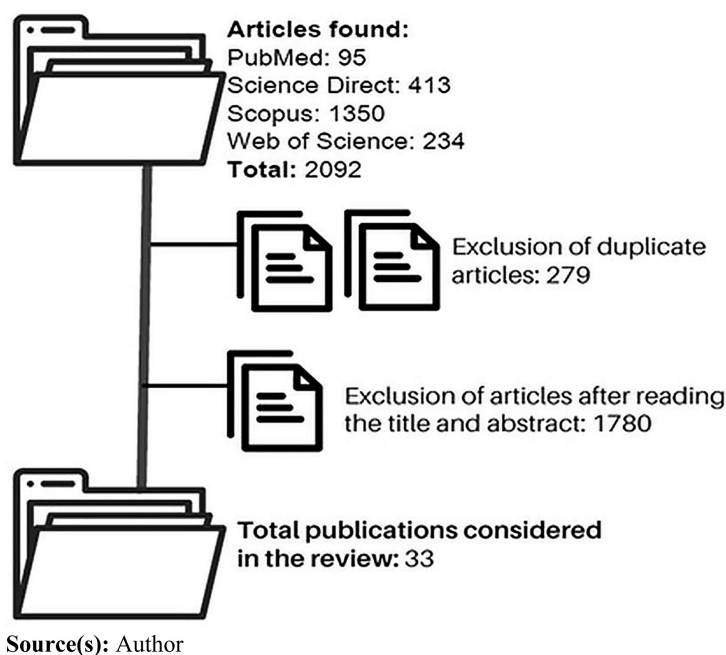 Articles found:
PubMed: 95
Science Direct: 413
Scopus: 1350
Web of Science: 234
Total: 2092
Exclusion of duplicate
articles: 279
Exclusion of articles after reading
the title and abstract: 1780
Total publications considered
in the review: 33
Source(s): Author